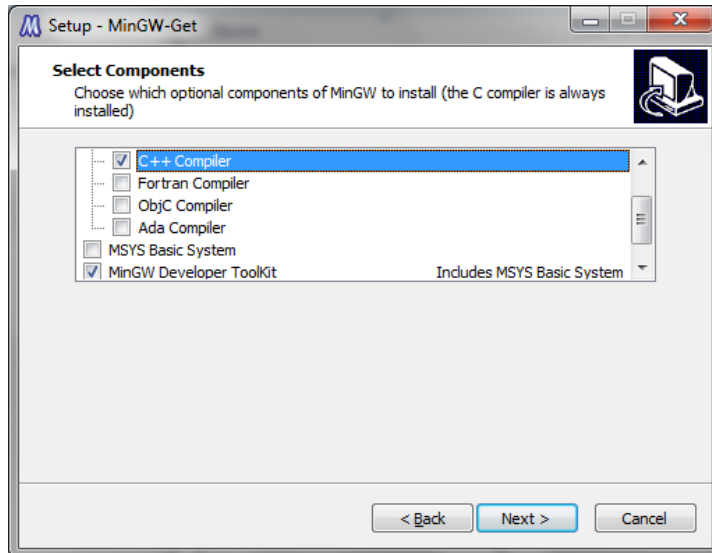 Setup - MinGW-Get
Select Components
Choose which optional components of MinGW to install (the C compiler is always
installed)
C++ Compiler
Fortran Compiler
ObjC Compiler
Ada Compiler
MSYS Basic System
MinGW Developer ToolKit Includes MSYS Basic System
< Back Next > Cancel